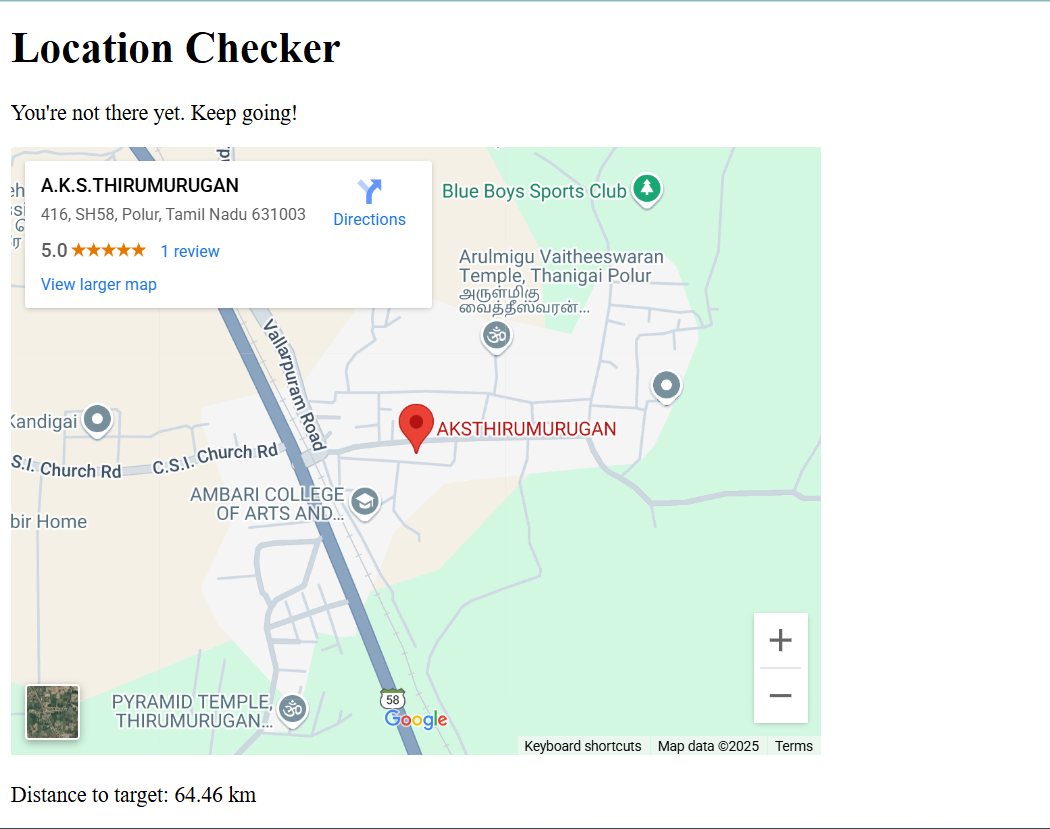 Location Checker
You're not there yet. Keep going!
A.K.S.THIRUMURUGAN
416, SH58, Polur, Tamil Nadu 631003
5.0
1 review
View larger map
Directions
Blue Boys Sports Club
Arulmigu Vaitheeswaran
Temple, Thanigai Polur
அருள்மிகு
வைத்தீஸ்வரன்...
Vallarpuram Road
Kandigai
AKSTHIRUMURUGAN
S.I. Church Rd
C.S.I. Church Rd
AMBARI COLLEGE
OF ARTS AND...
bir Home
PYRAMID TEMPLE,
THIRUMURUGAN...
58
Google
+
−
Keyboard shortcuts
Map data ©2025
Terms
Distance to target: 64.46 km